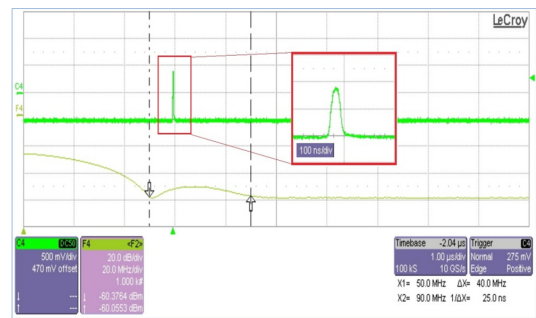 LeCroy
C4
F4
100 ns/div
C4 DC50
500 mV/div
470 mV offset
↓ ---
↑ ---
F4 <F2>
20.0 dB/div
20.0 MHz/div
1.000 k#
-60.3764 dBm
-60.0553 dBm
Timebase -2.04 µs
1.00 µs/div
100 kS 10 GS/s
Trigger C4
Normal 275 mV
Edge Positive
X1= 50.0 MHz ΔX= 40.0 MHz
X2= 90.0 MHz 1/ΔX= 25.0 ns